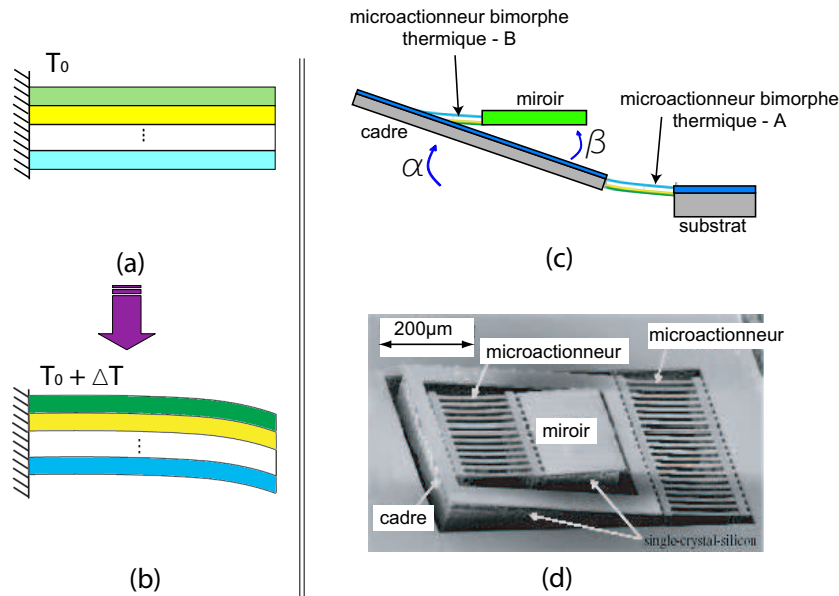 T₀
(a)
T₀ + ΔT
⋮
(b)
microactionneur bimorphe
thermique - B
miroir
microactionneur bimorphe
thermique - A
cadre
α
β
substrat
(c)
200µm
microactionneur
microactionneur
miroir
cadre
single-crystal-silicon
(d)